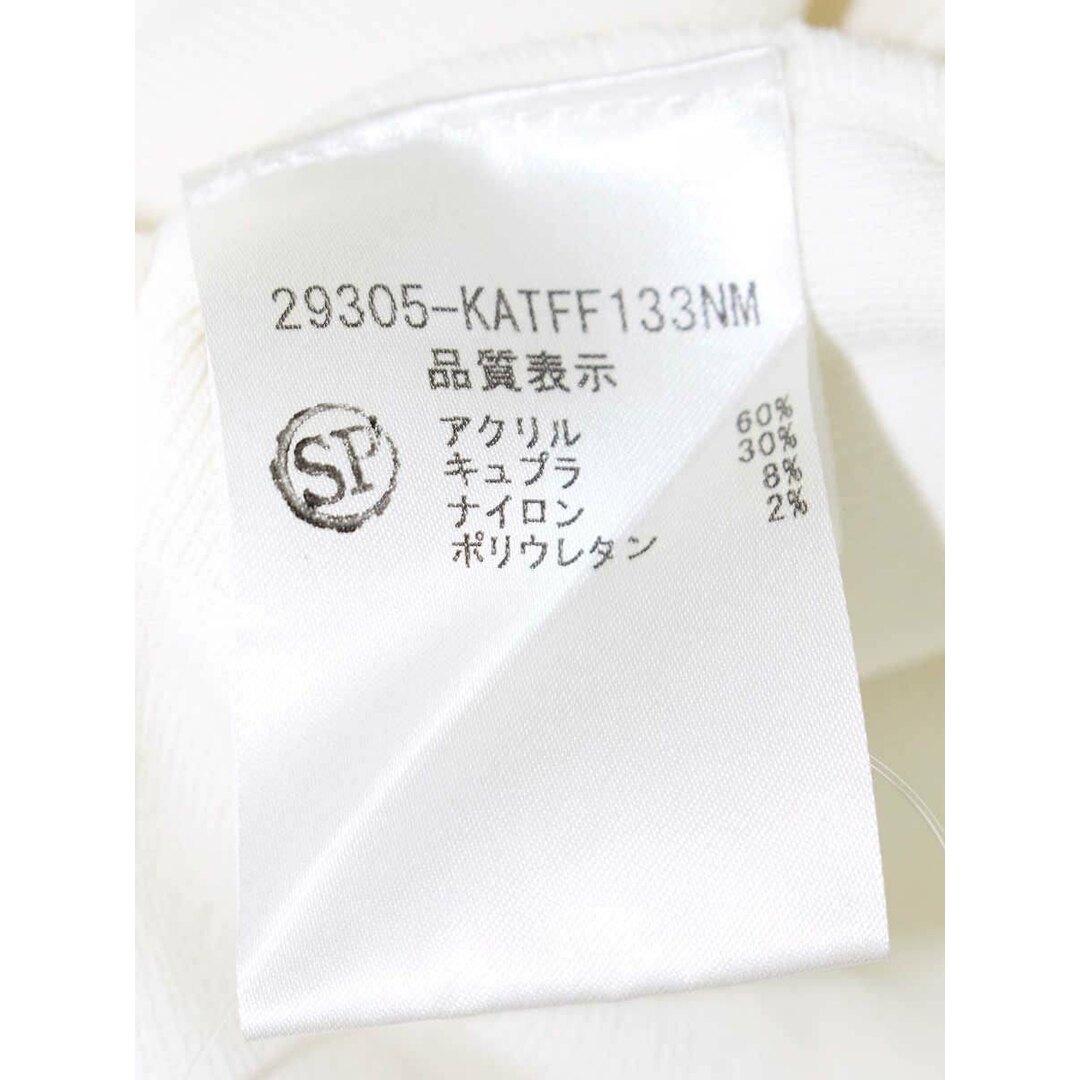 29305-KATFF133NM
品質表示
SP
アクリル 60%
キュプラ 30%
ナイロン 8%
ポリウレタン 2%